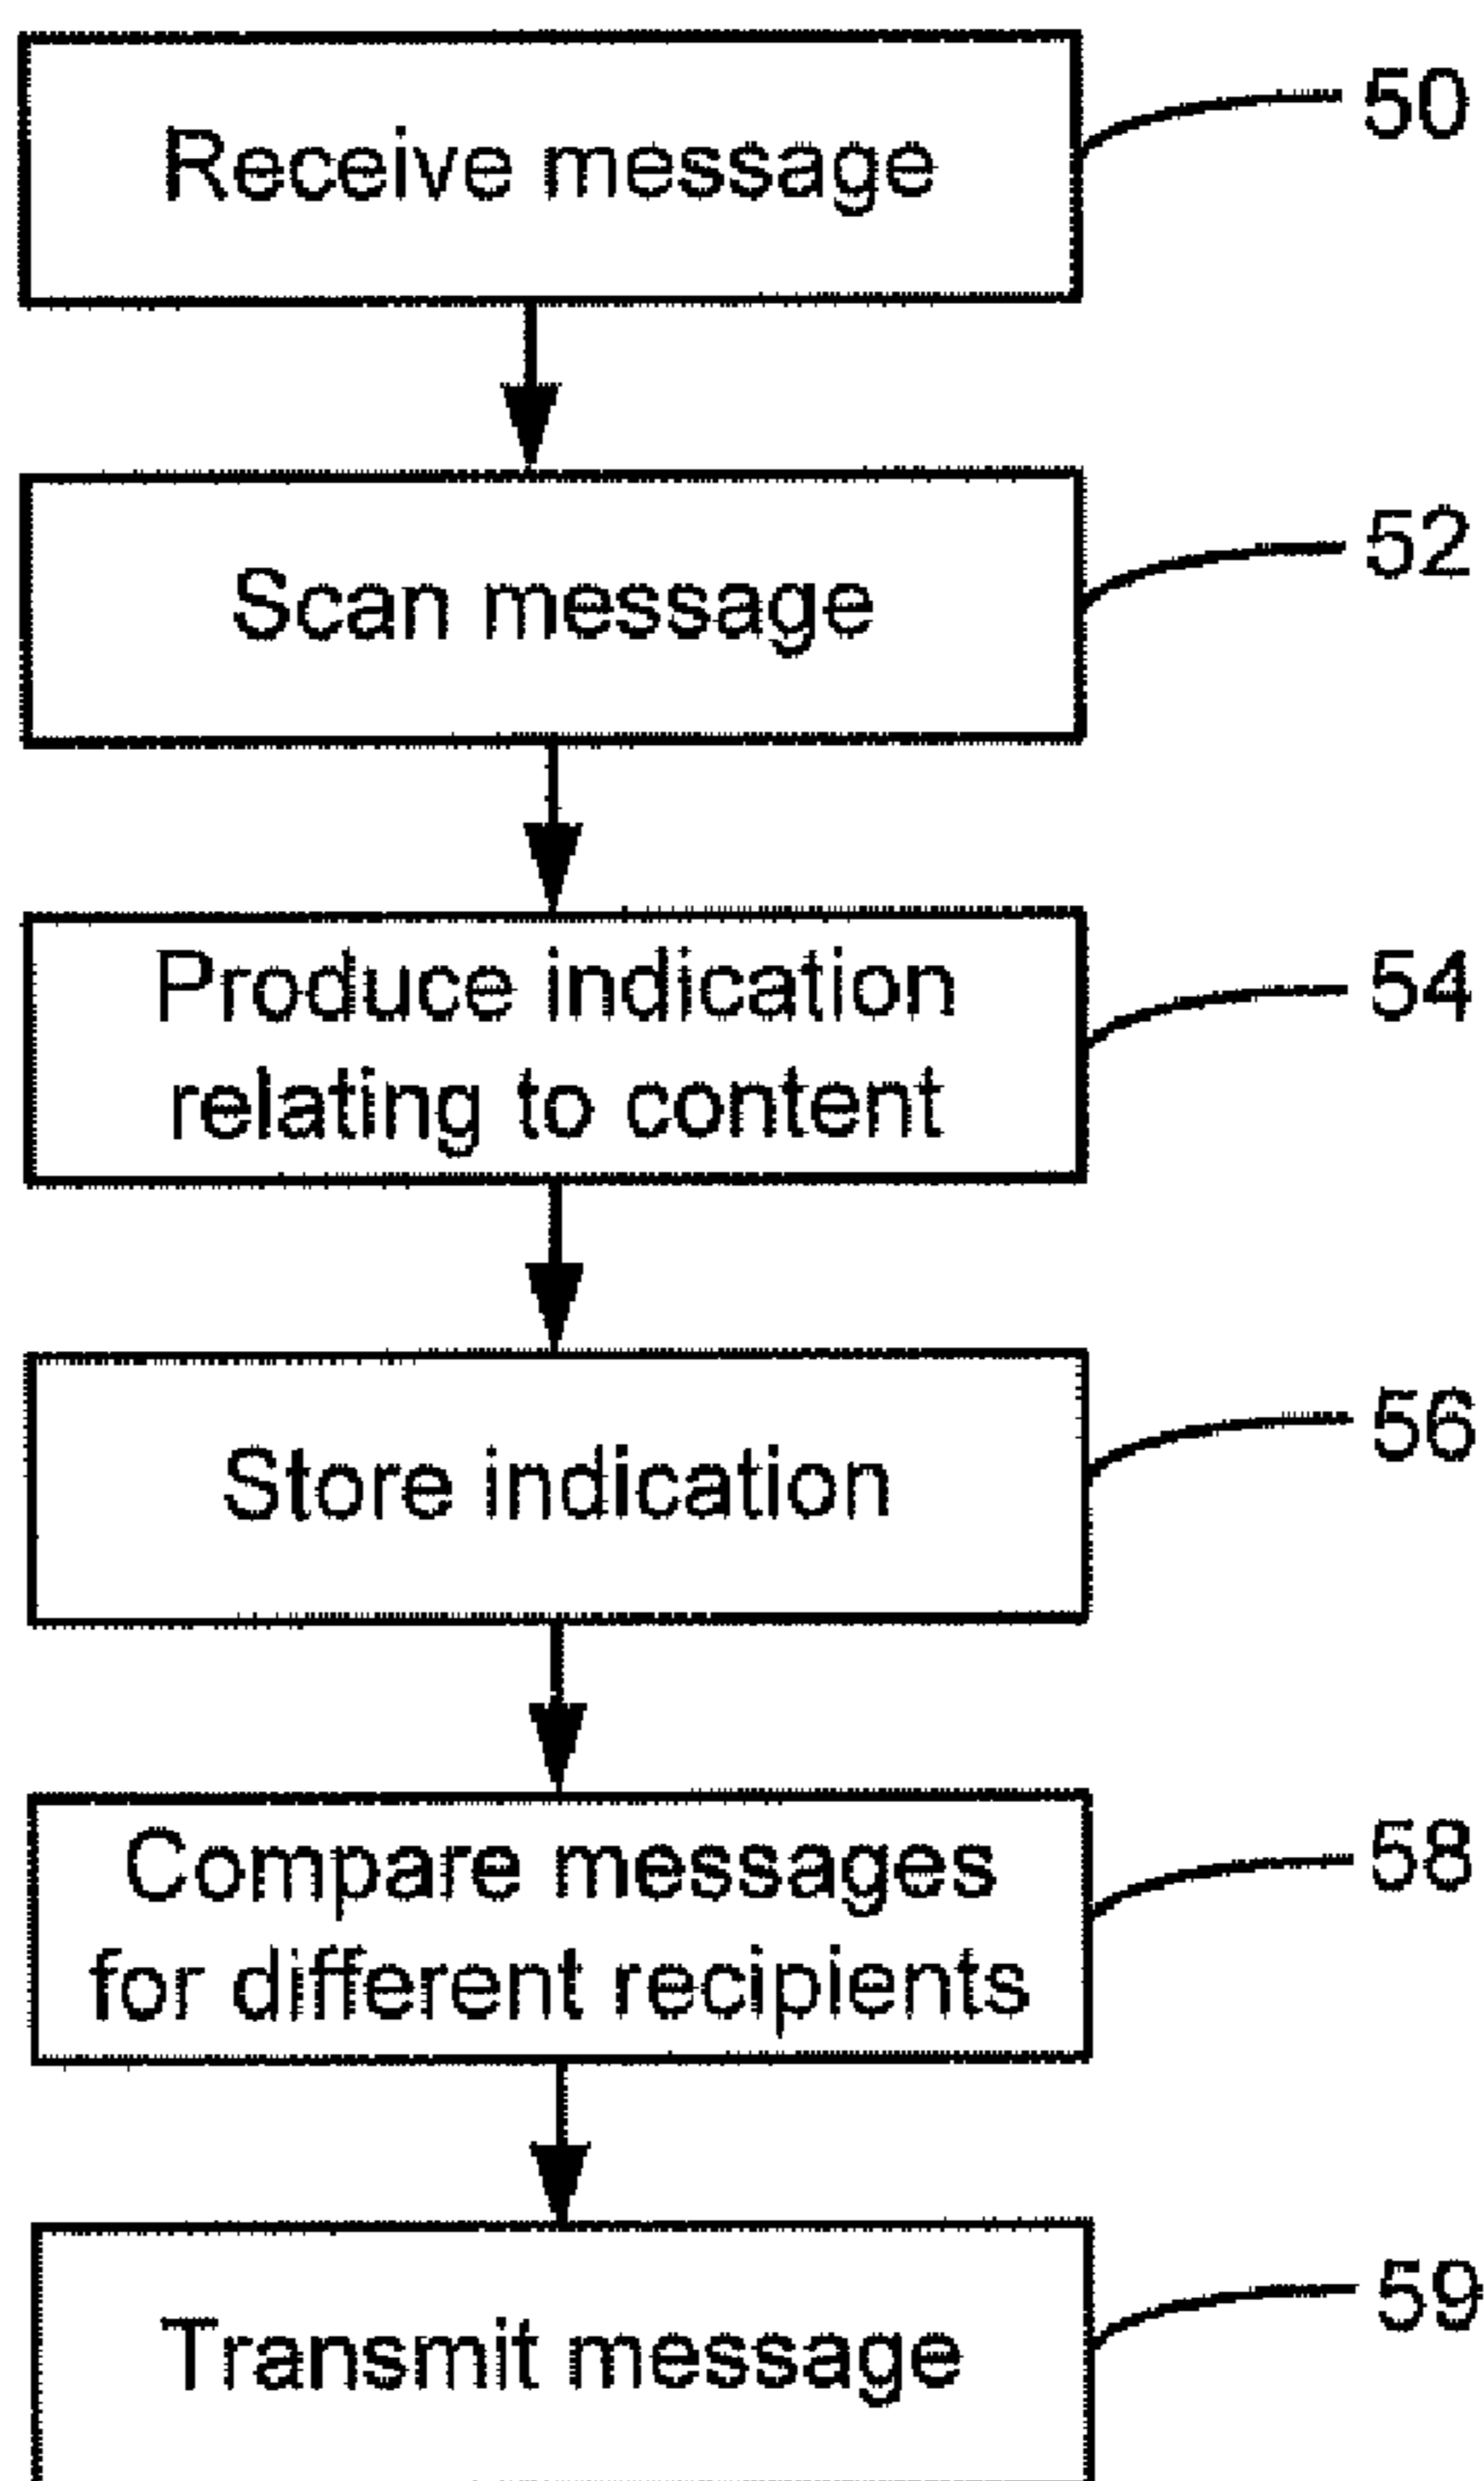 Receive message
50
Scan message
52
Produce indication
relating to content
54
Store indication
56
Compare messages
for different recipients
58
Transmit message
59